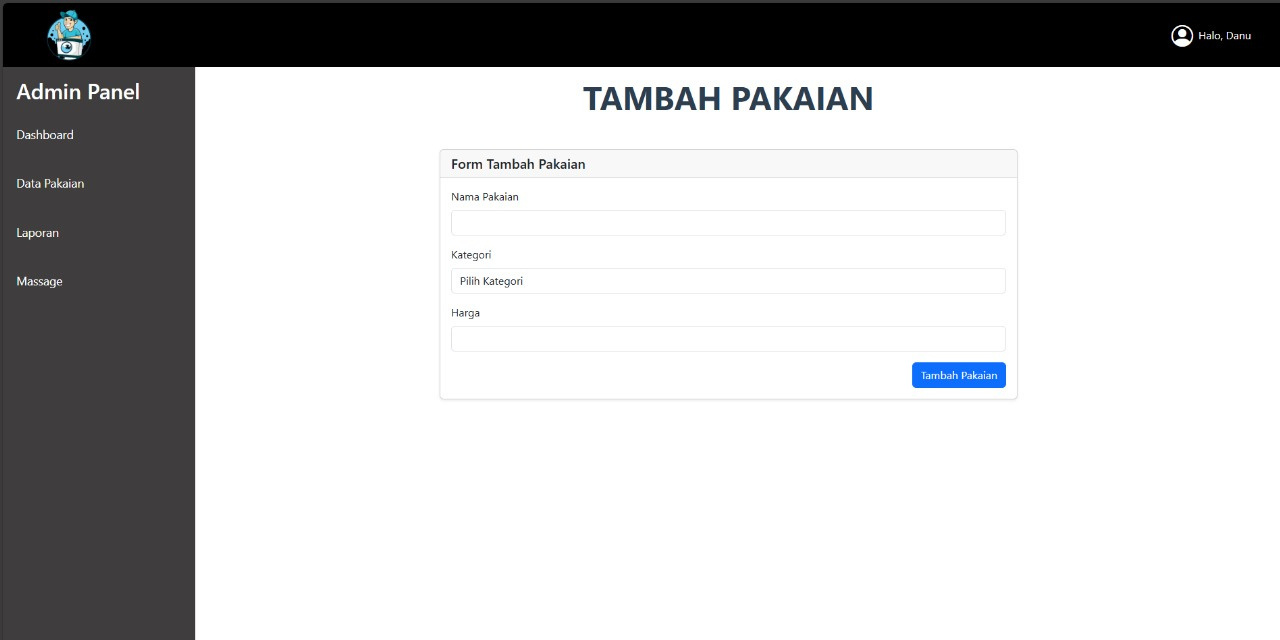 Halo, Danu
Admin Panel
Dashboard
Data Pakaian
Laporan
Massage
TAMBAH PAKAIAN
Form Tambah Pakaian
Nama Pakaian
Kategori
Pilih Kategori
Harga
Tambah Pakaian